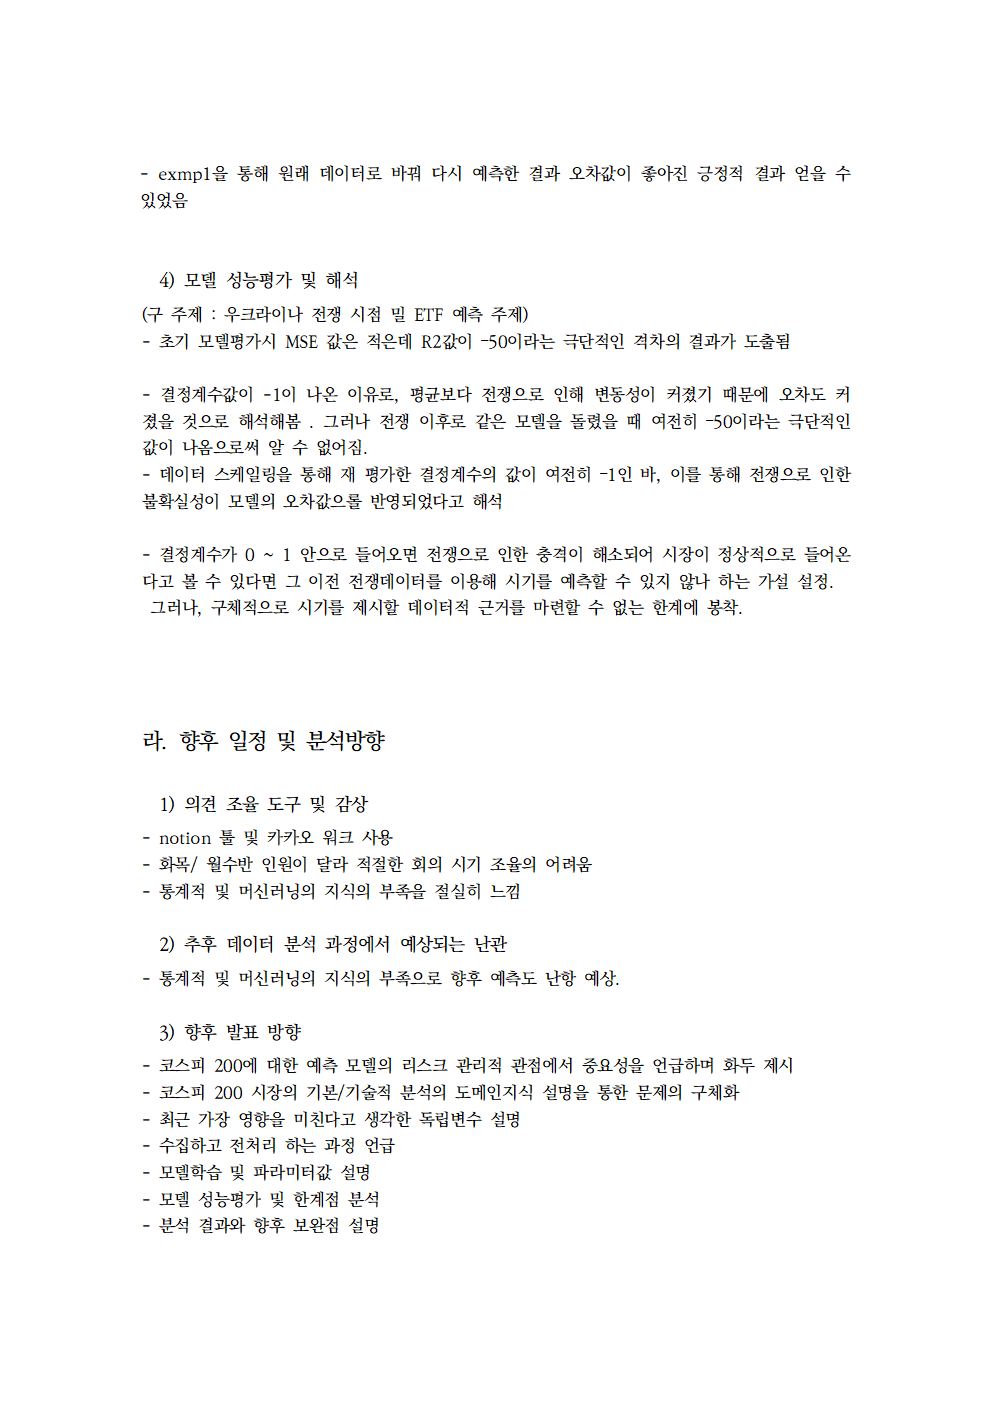 - exmp1을 통해 원래 데이터로 바꿔 다시 예측한 결과 오차값이 좋아진 긍정적 결과 얻을 수
있었음
4) 모델 성능평가 및 해석
(구 주제 : 우크라이나 전쟁 시점 밀 ETF 예측 주제)
- 초기 모델평가시 MSE 값은 적은데 R2값이 -50이라는 극단적인 격차의 결과가 도출됨
- 결정계수값이 -1이 나온 이유로, 평균보다 전쟁으로 인해 변동성이 커졌기 때문에 오차도 커
졌을 것으로 해석해봄 . 그러나 전쟁 이후로 같은 모델을 돌렸을 때 여전히 -50이라는 극단적인
값이 나옴으로써 알 수 없어짐.
- 데이터 스케일링을 통해 재 평가한 결정계수의 값이 여전히 -1인 바, 이를 통해 전쟁으로 인한
불확실성이 모델의 오차값으롤 반영되었다고 해석
- 결정계수가 0 ~ 1 안으로 들어오면 전쟁으로 인한 충격이 해소되어 시장이 정상적으로 들어온
다고 볼 수 있다면 그 이전 전쟁데이터를 이용해 시기를 예측할 수 있지 않나 하는 가설 설정.
그러나, 구체적으로 시기를 제시할 데이터적 근거를 마련할 수 없는 한계에 봉착.
라. 향후 일정 및 분석방향
1) 의견 조율 도구 및 감상
- notion 툴 및 카카오 워크 사용
- 화목/ 월수반 인원이 달라 적절한 회의 시기 조율의 어려움
- 통계적 및 머신러닝의 지식의 부족을 절실히 느낌
2) 추후 데이터 분석 과정에서 예상되는 난관
- 통계적 및 머신러닝의 지식의 부족으로 향후 예측도 난항 예상.
3) 향후 발표 방향
- 코스피 200에 대한 예측 모델의 리스크 관리적 관점에서 중요성을 언급하며 화두 제시
- 코스피 200 시장의 기본/기술적 분석의 도메인지식 설명을 통한 문제의 구체화
- 최근 가장 영향을 미친다고 생각한 독립변수 설명
- 수집하고 전처리 하는 과정 언급
- 모델학습 및 파라미터값 설명
- 모델 성능평가 및 한계점 분석
- 분석 결과와 향후 보완점 설명